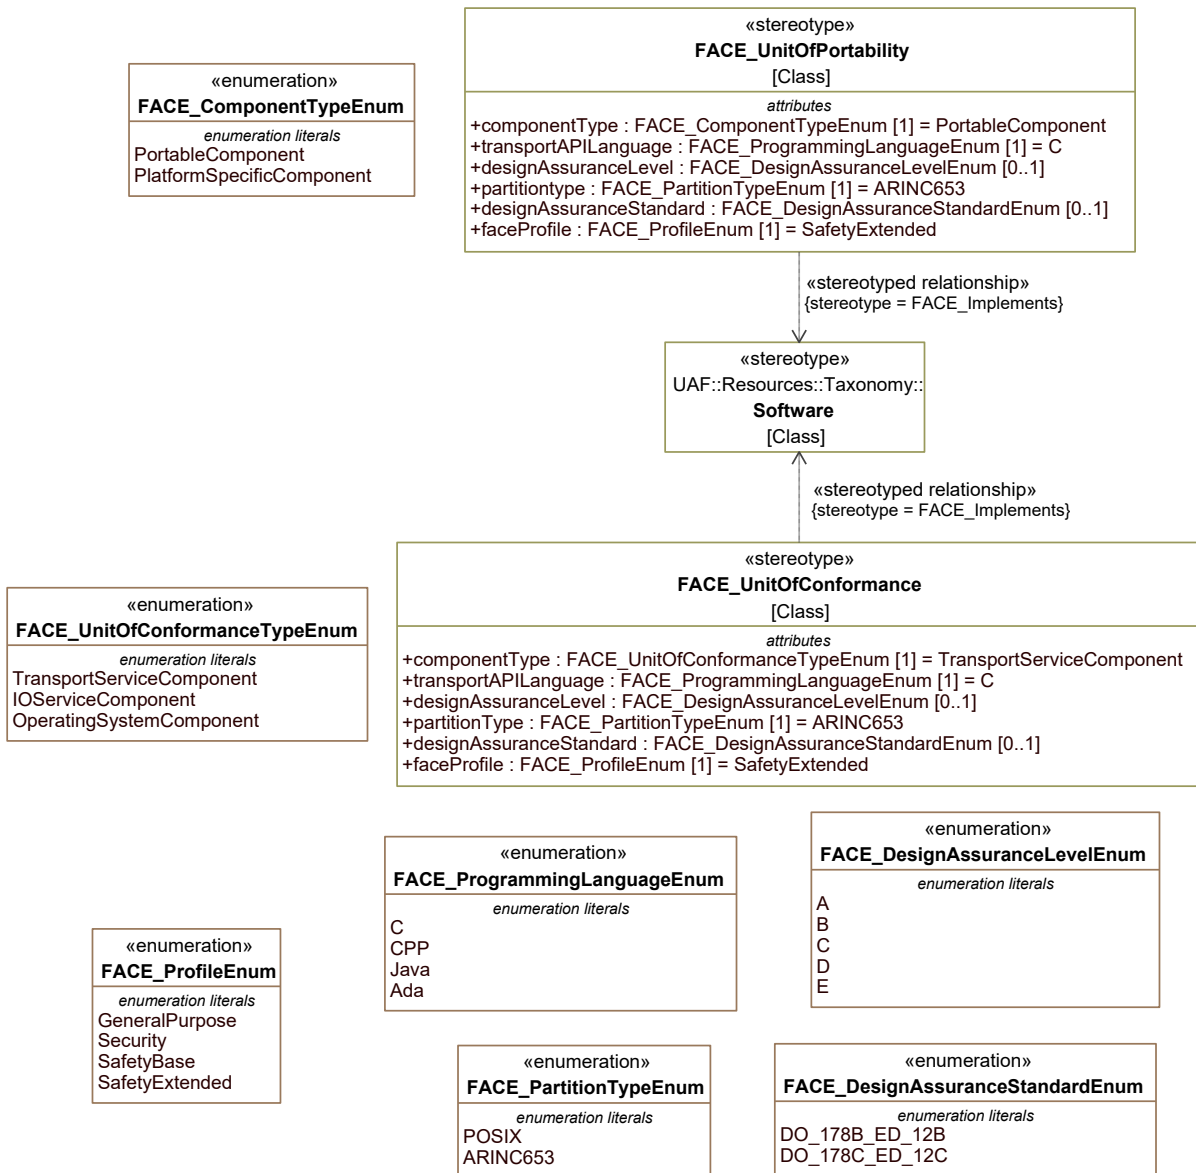 «stereotype»
FACE_UnitOfPortability
[Class]
attributes
+componentType : FACE_ComponentTypeEnum [1] = PortableComponent
+transportAPILanguage : FACE_ProgrammingLanguageEnum [1] = C
+designAssuranceLevel : FACE_DesignAssuranceLevelEnum [0..1]
+partitiontype : FACE_PartitionTypeEnum [1] = ARINC653
+designAssuranceStandard : FACE_DesignAssuranceStandardEnum [0..1]
+faceProfile : FACE_ProfileEnum [1] = SafetyExtended
«enumeration»
FACE_ComponentTypeEnum
enumeration literals
PortableComponent
PlatformSpecificComponent
«stereotyped relationship»
{stereotype = FACE_Implements}
«stereotype»
UAF::Resources::Taxonomy::
Software
[Class]
«stereotyped relationship»
{stereotype = FACE_Implements}
«stereotype»
FACE_UnitOfConformance
[Class]
attributes
+componentType : FACE_UnitOfConformanceTypeEnum [1] = TransportServiceComponent
+transportAPILanguage : FACE_ProgrammingLanguageEnum [1] = C
+designAssuranceLevel : FACE_DesignAssuranceLevelEnum [0..1]
+partitionType : FACE_PartitionTypeEnum [1] = ARINC653
+designAssuranceStandard : FACE_DesignAssuranceStandardEnum [0..1]
+faceProfile : FACE_ProfileEnum [1] = SafetyExtended
«enumeration»
FACE_UnitOfConformanceTypeEnum
enumeration literals
TransportServiceComponent
IOServiceComponent
OperatingSystemComponent
«enumeration»
FACE_ProgrammingLanguageEnum
enumeration literals
C
CPP
Java
Ada
«enumeration»
FACE_DesignAssuranceLevelEnum
enumeration literals
A
B
C
D
E
«enumeration»
FACE_ProfileEnum
enumeration literals
GeneralPurpose
Security
SafetyBase
SafetyExtended
«enumeration»
FACE_PartitionTypeEnum
enumeration literals
POSIX
ARINC653
«enumeration»
FACE_DesignAssuranceStandardEnum
enumeration literals
DO_178B_ED_12B
DO_178C_ED_12C